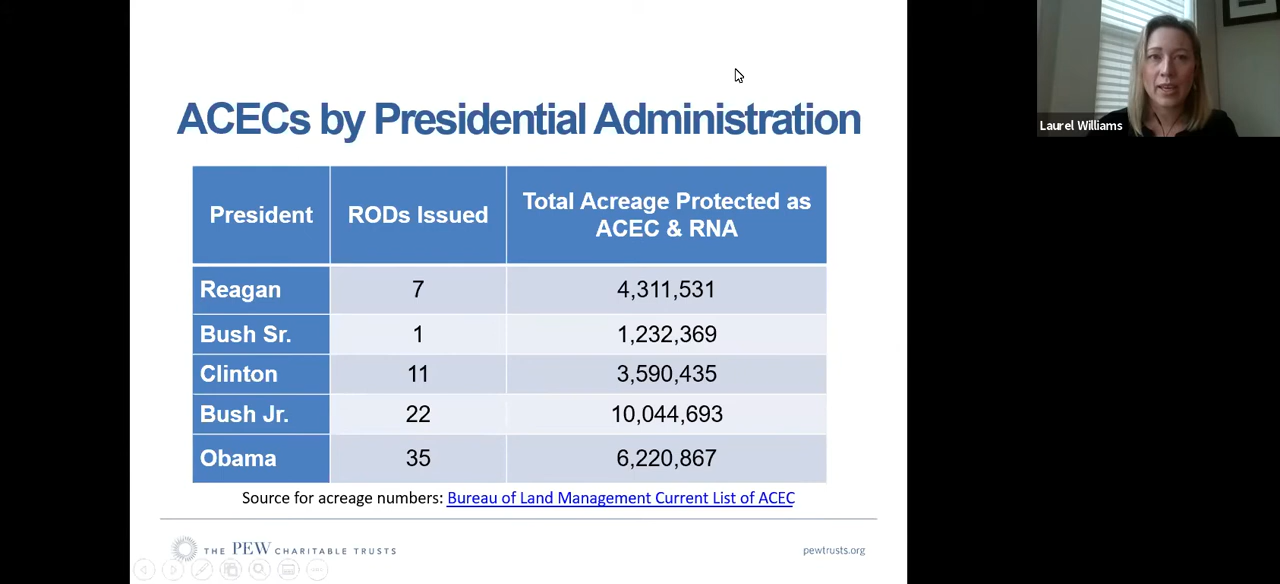 ACECs by Presidential Administration
President RODs Issued Total Acreage Protected as ACEC & RNA
Reagan 7 4,311,531
Bush Sr. 1 1,232,369
Clinton 11 3,590,435
Bush Jr. 22 10,044,693
Obama 35 6,220,867
Source for acreage numbers: Bureau of Land Management Current List of ACEC
THE PEW CHARITABLE TRUSTS
pewtrusts.org
Laurel Williams